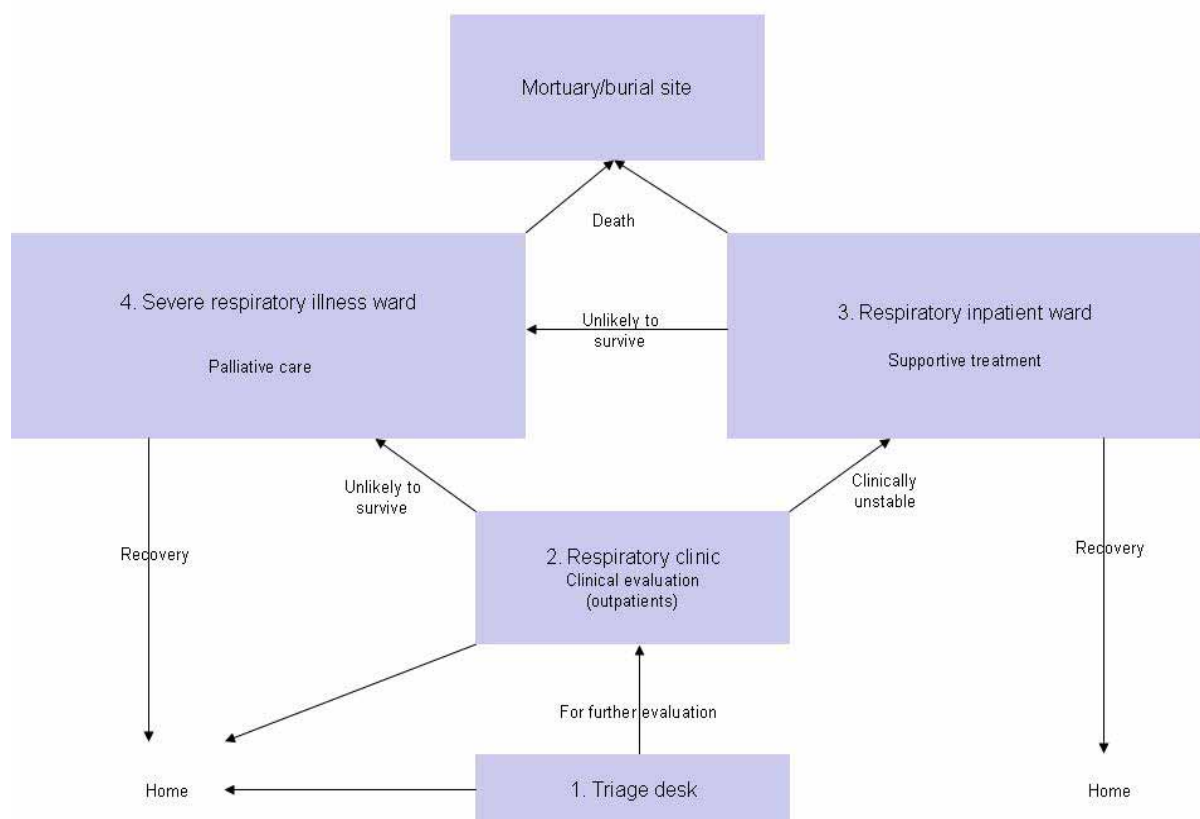 Mortuary/burial site
Death
4. Severe respiratory illness ward
Palliative care
Unlikely to
survive
3. Respiratory inpatient ward
Supportive treatment
Unlikely to
survive
Clinically
unstable
2. Respiratory clinic
Clinical evaluation
(outpatients)
Recovery
Recovery
For further evaluation
Home
1. Triage desk
Home